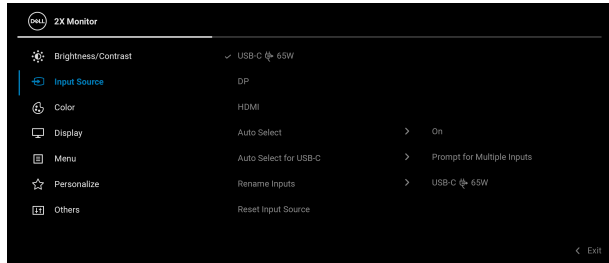 DELL 2X Monitor
Brightness/Contrast USB-C 65W
Input Source DP
Color HDMI
Display Auto Select On
Menu Auto Select for USB-C Prompt for Multiple Inputs
Personalize Rename Inputs USB-C 65W
Others Reset Input Source
Exit